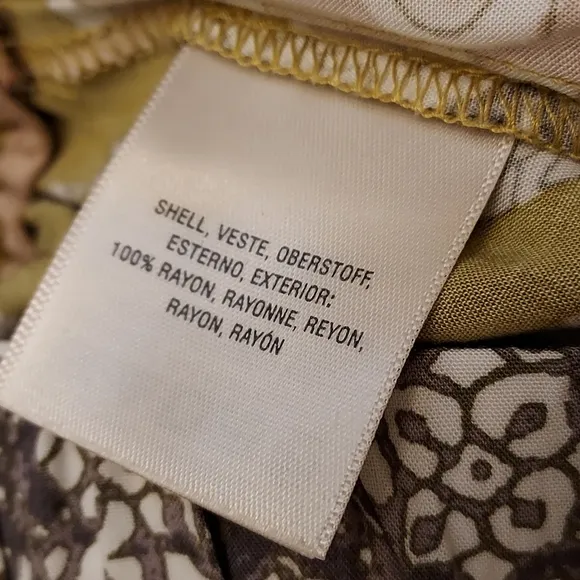 SHELL, VESTE, OBERSTOFF,
ESTERNO, EXTERIOR:
100% RAYON, RAYONNE, REYON,
RAYON, RAYÓN